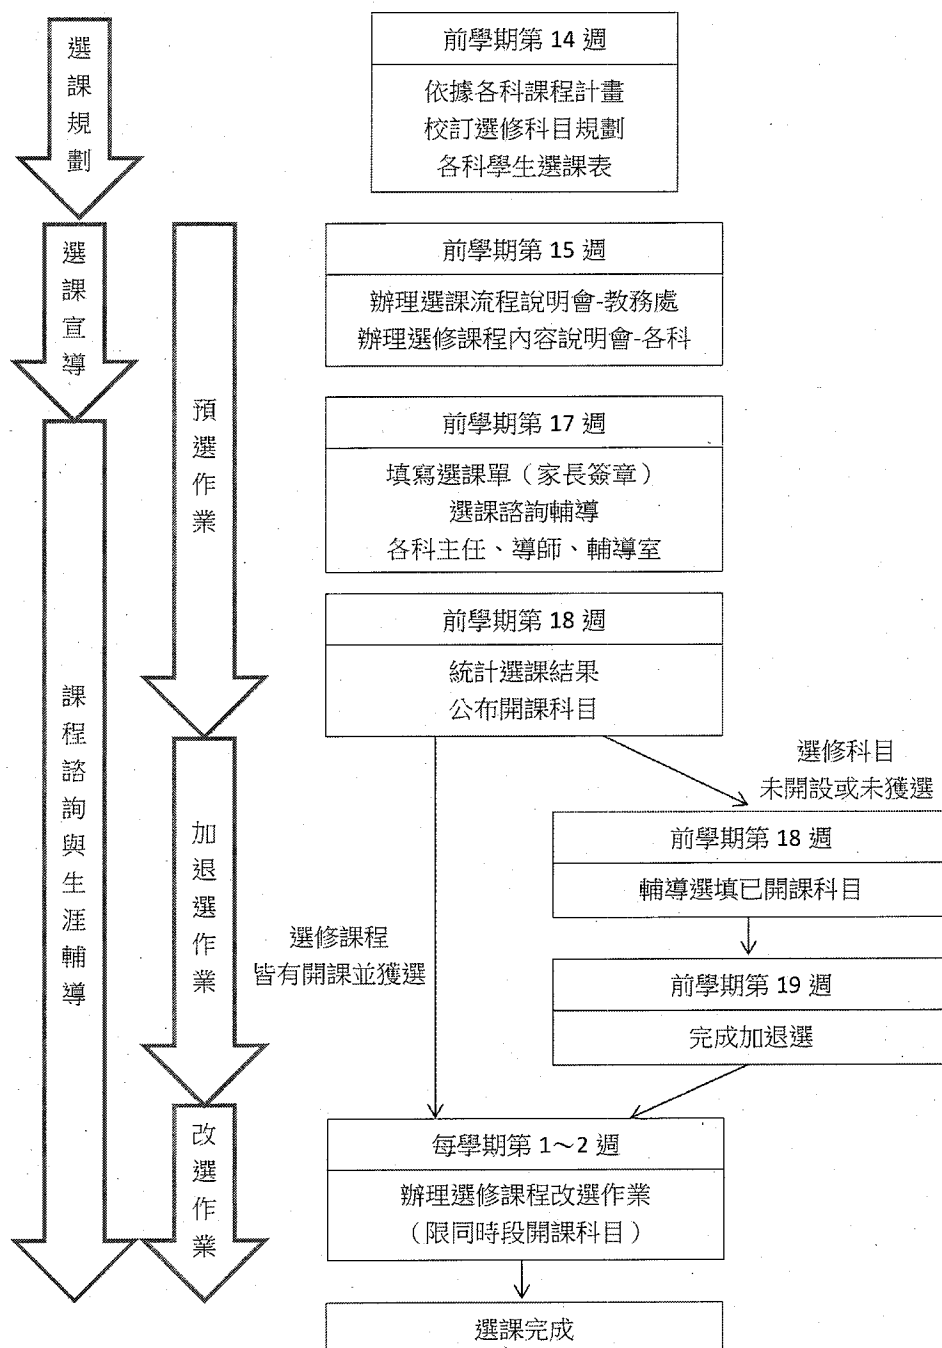 選課規劃
前學期第 14 週
依據各科課程計畫
校訂選修科目規劃
各科學生選課表
選課宣導
前學期第 15 週
辦理選課流程說明會-教務處
辦理選修課程內容說明會-各科
預選作業
前學期第 17 週
填寫選課單（家長簽章）
選課諮詢輔導
各科主任、導師、輔導室
前學期第 18 週
統計選課結果
公布開課科目
課程諮詢與生涯輔導
加退選作業
選修科目
未開設或未獲選
前學期第 18 週
輔導選填已開課科目
選修課程
皆有開課並獲選
前學期第 19 週
完成加退選
改選作業
每學期第 1～2 週
辦理選修課程改選作業
（限同時段開課科目）
選課完成